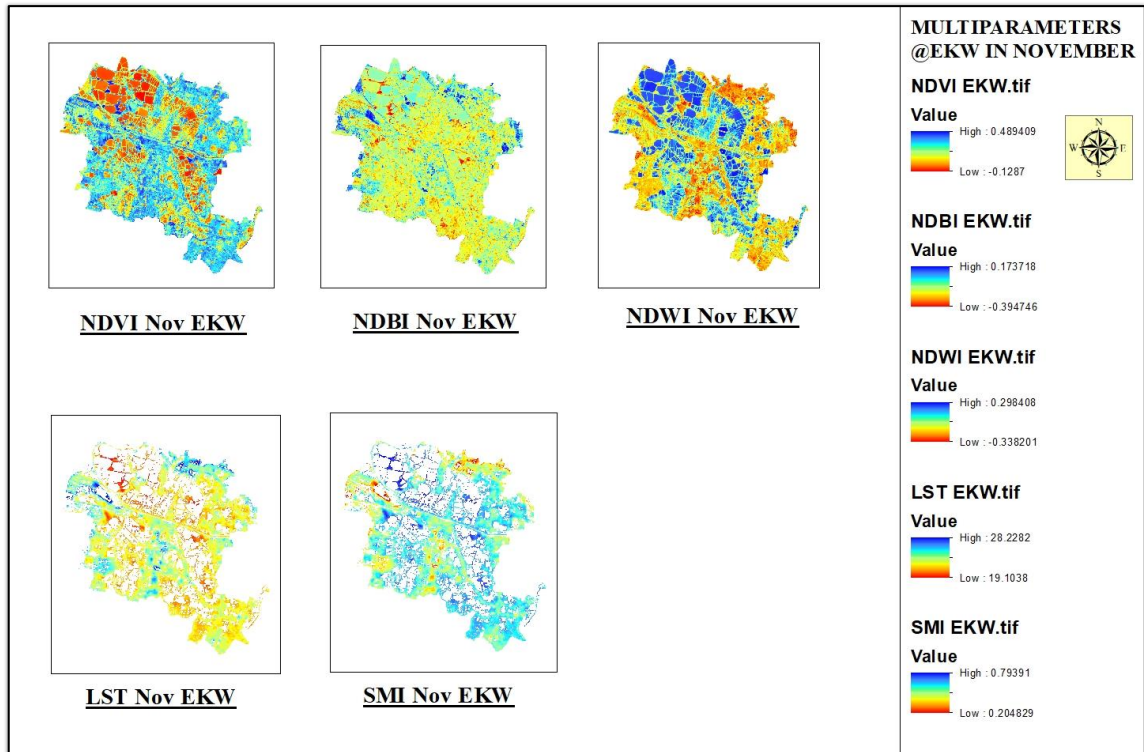 MULTIPARAMETERS
@EKW IN NOVEMBER
NDVI Nov EKW
NDBI Nov EKW
NDWI Nov EKW
LST Nov EKW
SMI Nov EKW
NDVI EKW.tif
Value
High : 0.489409
Low : -0.1287
N
W E
S
NDBI EKW.tif
Value
High : 0.173718
Low : -0.394746
NDWI EKW.tif
Value
High : 0.298408
Low : -0.338201
LST EKW.tif
Value
High : 28.2282
Low : 19.1038
SMI EKW.tif
Value
High : 0.79391
Low : 0.204829